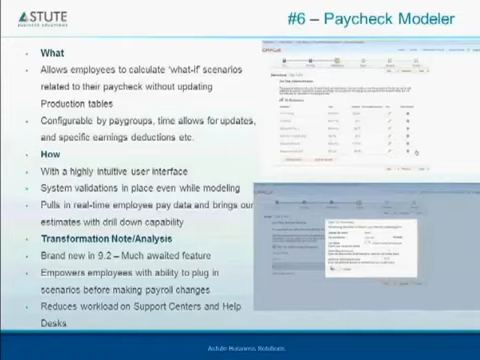 ASTUTE
BUSINESS SOLUTIONS
#6 – Paycheck Modeler
What
Allows employees to calculate 'what-if' scenarios
related to their paycheck without updating
Production tables
Configurable by paygroups, time allows for updates,
and specific earnings deductions etc.
How
With a highly intuitive user interface
System validations in place even while modeling
Pulls in real-time employee pay data and brings our
estimates with drill down capability
Transformation Note/Analysis
Brand new in 9.2 – Much awaited feature
Empowers employees with ability to plug in
scenarios before making payroll changes
Reduces workload on Support Centers and Help
Desks
ORACLE
Astute Business Solutions